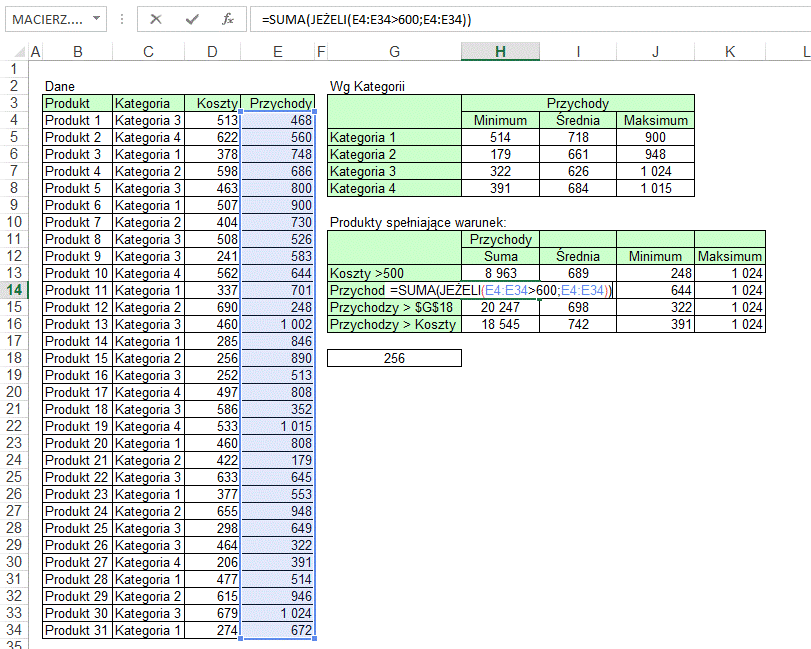 MACIERZ.... fx =SUMA(JEŻELI(E4:E34>600;E4:E34))
A B C D E F G H I J K L
1
2 Dane Wg Kategorii
3 Produkt Kategoria Koszty Przychody Przychody
4 Produkt 1 Kategoria 3 513 468 Minimum Średnia Maksimum
5 Produkt 2 Kategoria 4 622 560 Kategoria 1 514 718 900
6 Produkt 3 Kategoria 1 378 748 Kategoria 2 179 661 948
7 Produkt 4 Kategoria 2 598 686 Kategoria 3 322 626 1 024
8 Produkt 5 Kategoria 3 463 800 Kategoria 4 391 684 1 015
9 Produkt 6 Kategoria 1 507 900
10 Produkt 7 Kategoria 2 404 730 Produkty spełniające warunek:
11 Produkt 8 Kategoria 3 508 526 Przychody
12 Produkt 9 Kategoria 3 241 583 Suma Średnia Minimum Maksimum
13 Produkt 10 Kategoria 4 562 644 Koszty >500 8 963 689 248 1 024
14 Produkt 11 Kategoria 1 337 701 Przychod =SUMA(JEŻELI(E4:E34>600;E4:E34)) 644 1 024
15 Produkt 12 Kategoria 2 690 248 Przychodzy > $G$18 20 247 698 322 1 024
16 Produkt 13 Kategoria 3 460 1 002 Przychodzy > Koszty 18 545 742 391 1 024
17 Produkt 14 Kategoria 1 285 846
18 Produkt 15 Kategoria 2 256 890 256
19 Produkt 16 Kategoria 3 252 513
20 Produkt 17 Kategoria 4 497 808
21 Produkt 18 Kategoria 3 586 352
22 Produkt 19 Kategoria 4 533 1 015
23 Produkt 20 Kategoria 1 460 808
24 Produkt 21 Kategoria 2 422 179
25 Produkt 22 Kategoria 3 633 645
26 Produkt 23 Kategoria 1 377 553
27 Produkt 24 Kategoria 2 655 948
28 Produkt 25 Kategoria 3 298 649
29 Produkt 26 Kategoria 3 464 322
30 Produkt 27 Kategoria 4 206 391
31 Produkt 28 Kategoria 1 477 514
32 Produkt 29 Kategoria 2 615 946
33 Produkt 30 Kategoria 3 679 1 024
34 Produkt 31 Kategoria 1 274 672
35